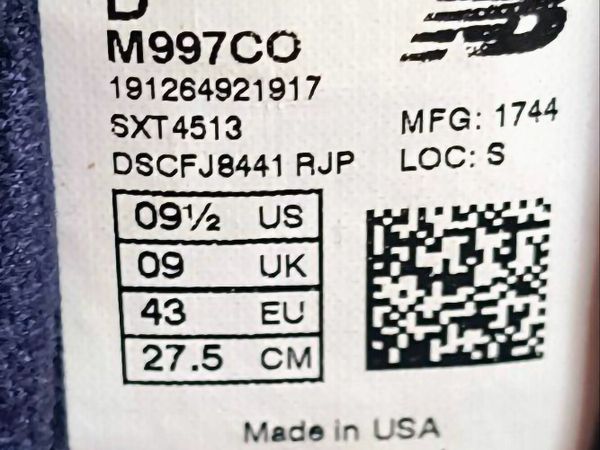 D
M997CO
191264921917
SXT4513
MFG: 1744
DSCFJ8441 RJP
LOC: S
09½ US
09 UK
43 EU
27.5 CM
Made in USA